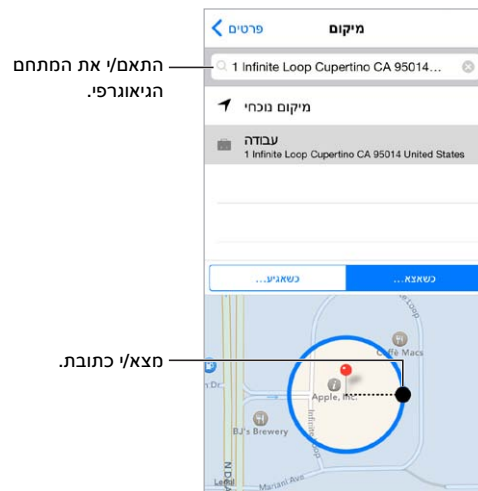 מיקום
פרטים
התאם/י את המתחם
הגיאוגרפי.
1 Infinite Loop Cupertino CA 95014...
מיקום נוכחי
עבודה
1 Infinite Loop Cupertino CA 95014 United States
כשאצא...
כשאגיע...
Loop
Caffè Macs
מצא/י כתובת.
Dr.
Apple, Inc.
Infinite Loop
BJ's Brewery
N D
Legal
Mariani Ave